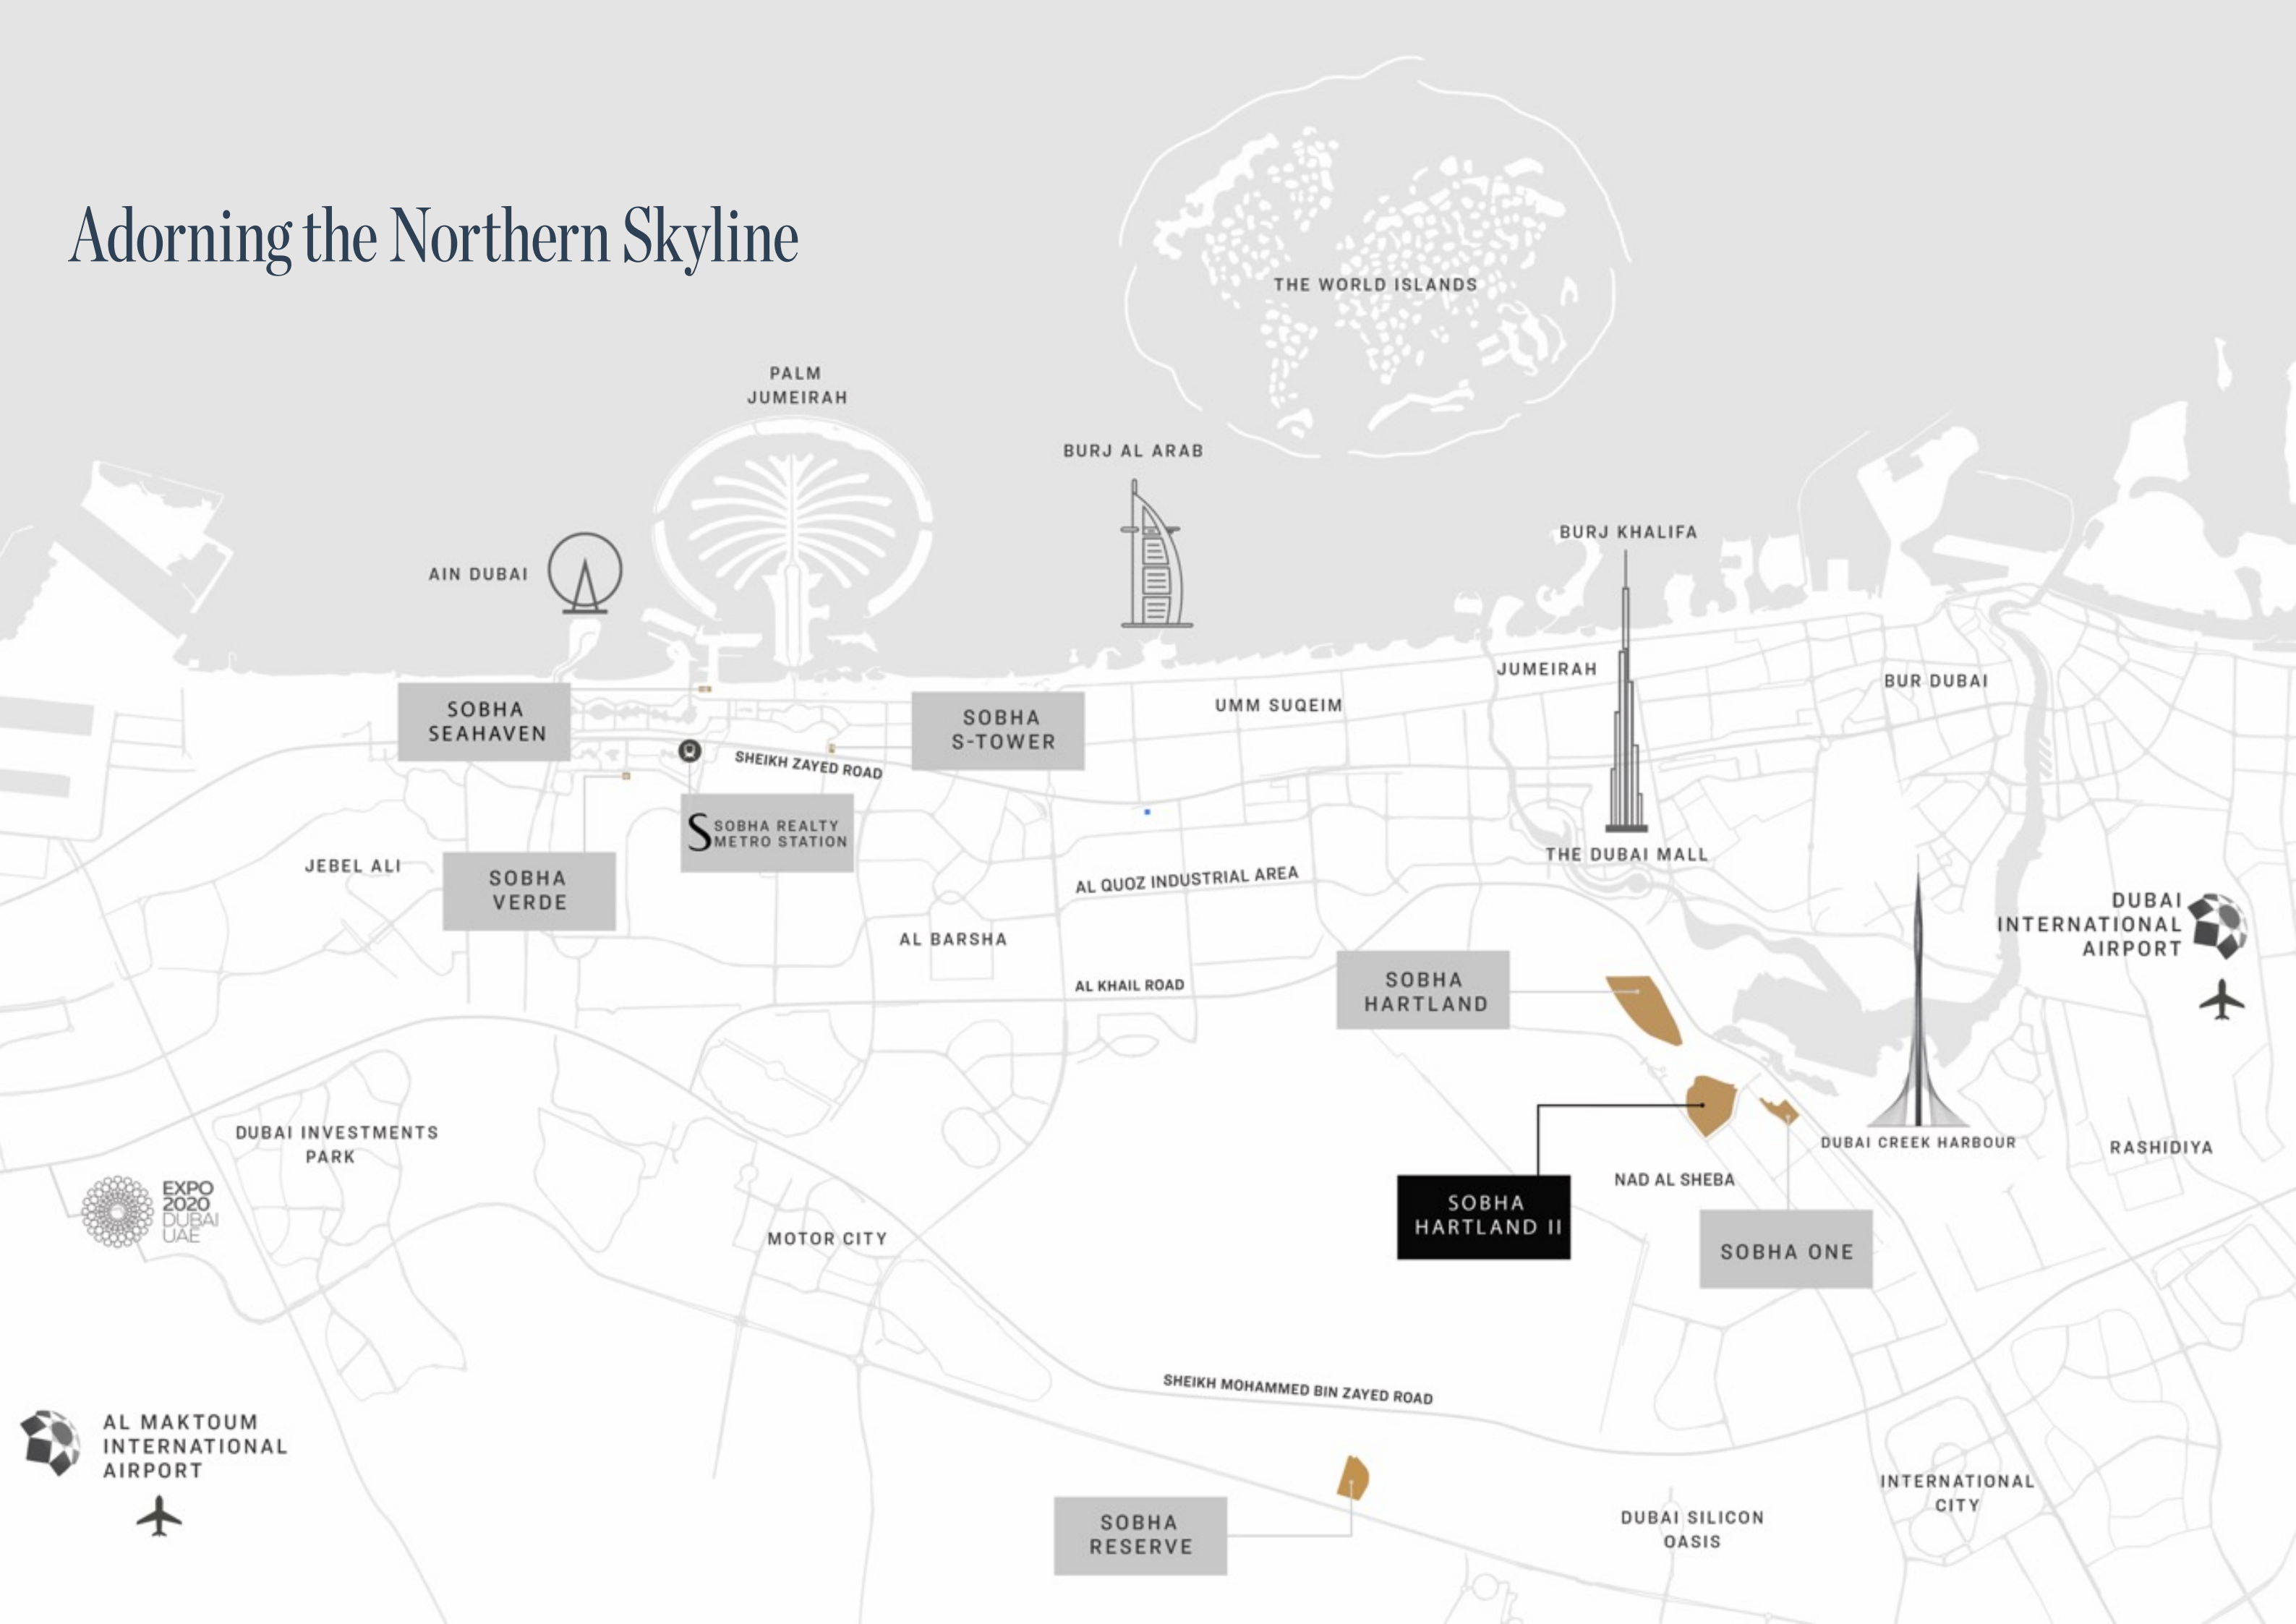 Adorning the Northern Skyline
THE WORLD ISLANDS
PALM
JUMEIRAH
BURJ AL ARAB
BURJ KHALIFA
AIN DUBAI
JUMEIRAH
BUR DUBAI
SOBHA
SEAHAVEN
SOBHA
S-TOWER
UMM SUQEIM
SHEIKH ZAYED ROAD
S SOBHA REALTY
METRO STATION
JEBEL ALI
SOBHA
VERDE
THE DUBAI MALL
AL QUOZ INDUSTRIAL AREA
DUBAI
INTERNATIONAL
AIRPORT
AL BARSHA
AL KHAIL ROAD
SOBHA
HARTLAND
DUBAI INVESTMENTS
PARK
DUBAI CREEK HARBOUR
RASHIDIYA
NAD AL SHEBA
EXPO
2020
DUBAI
UAE
SOBHA
HARTLAND II
MOTOR CITY
SOBHA ONE
SHEIKH MOHAMMED BIN ZAYED ROAD
AL MAKTOUM
INTERNATIONAL
AIRPORT
INTERNATIONAL
CITY
SOBHA
RESERVE
DUBAI SILICON
OASIS